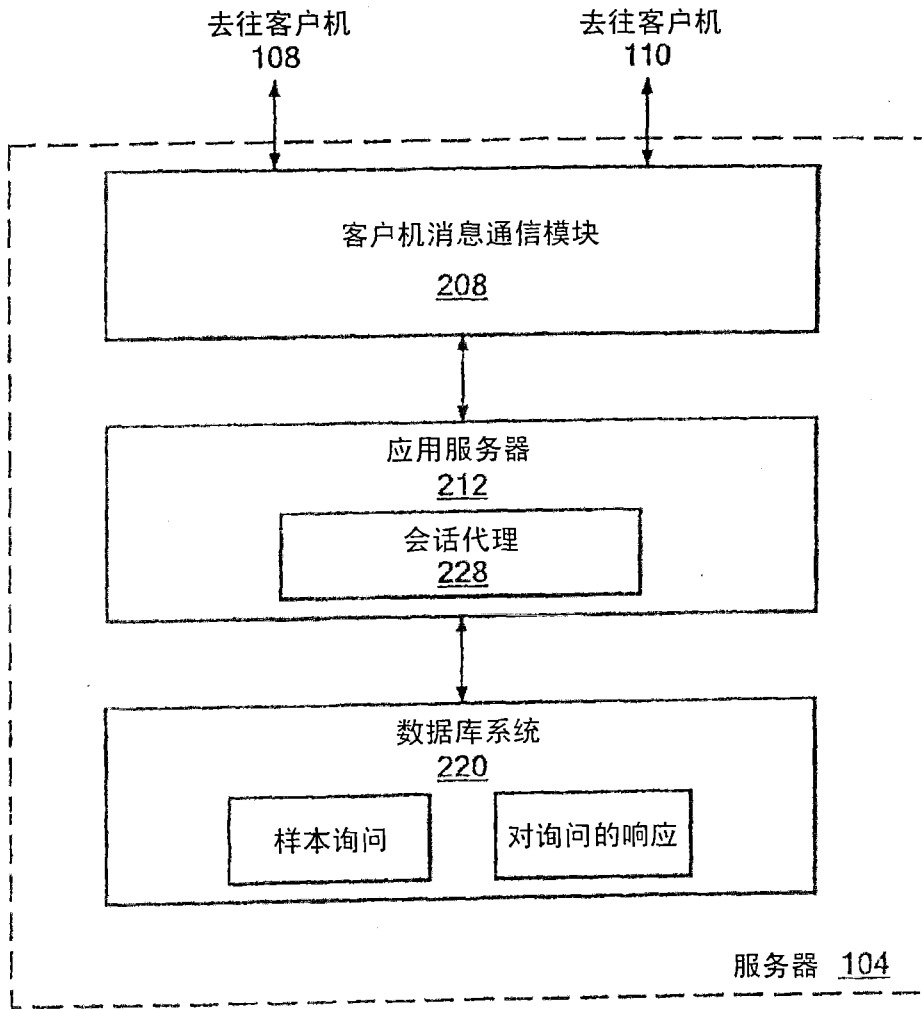 去往客户机
108
去往客户机
110
客户机消息通信模块
208
应用服务器
212
会话代理
228
数据库系统
220
样本询问
对询问的响应
服务器 104